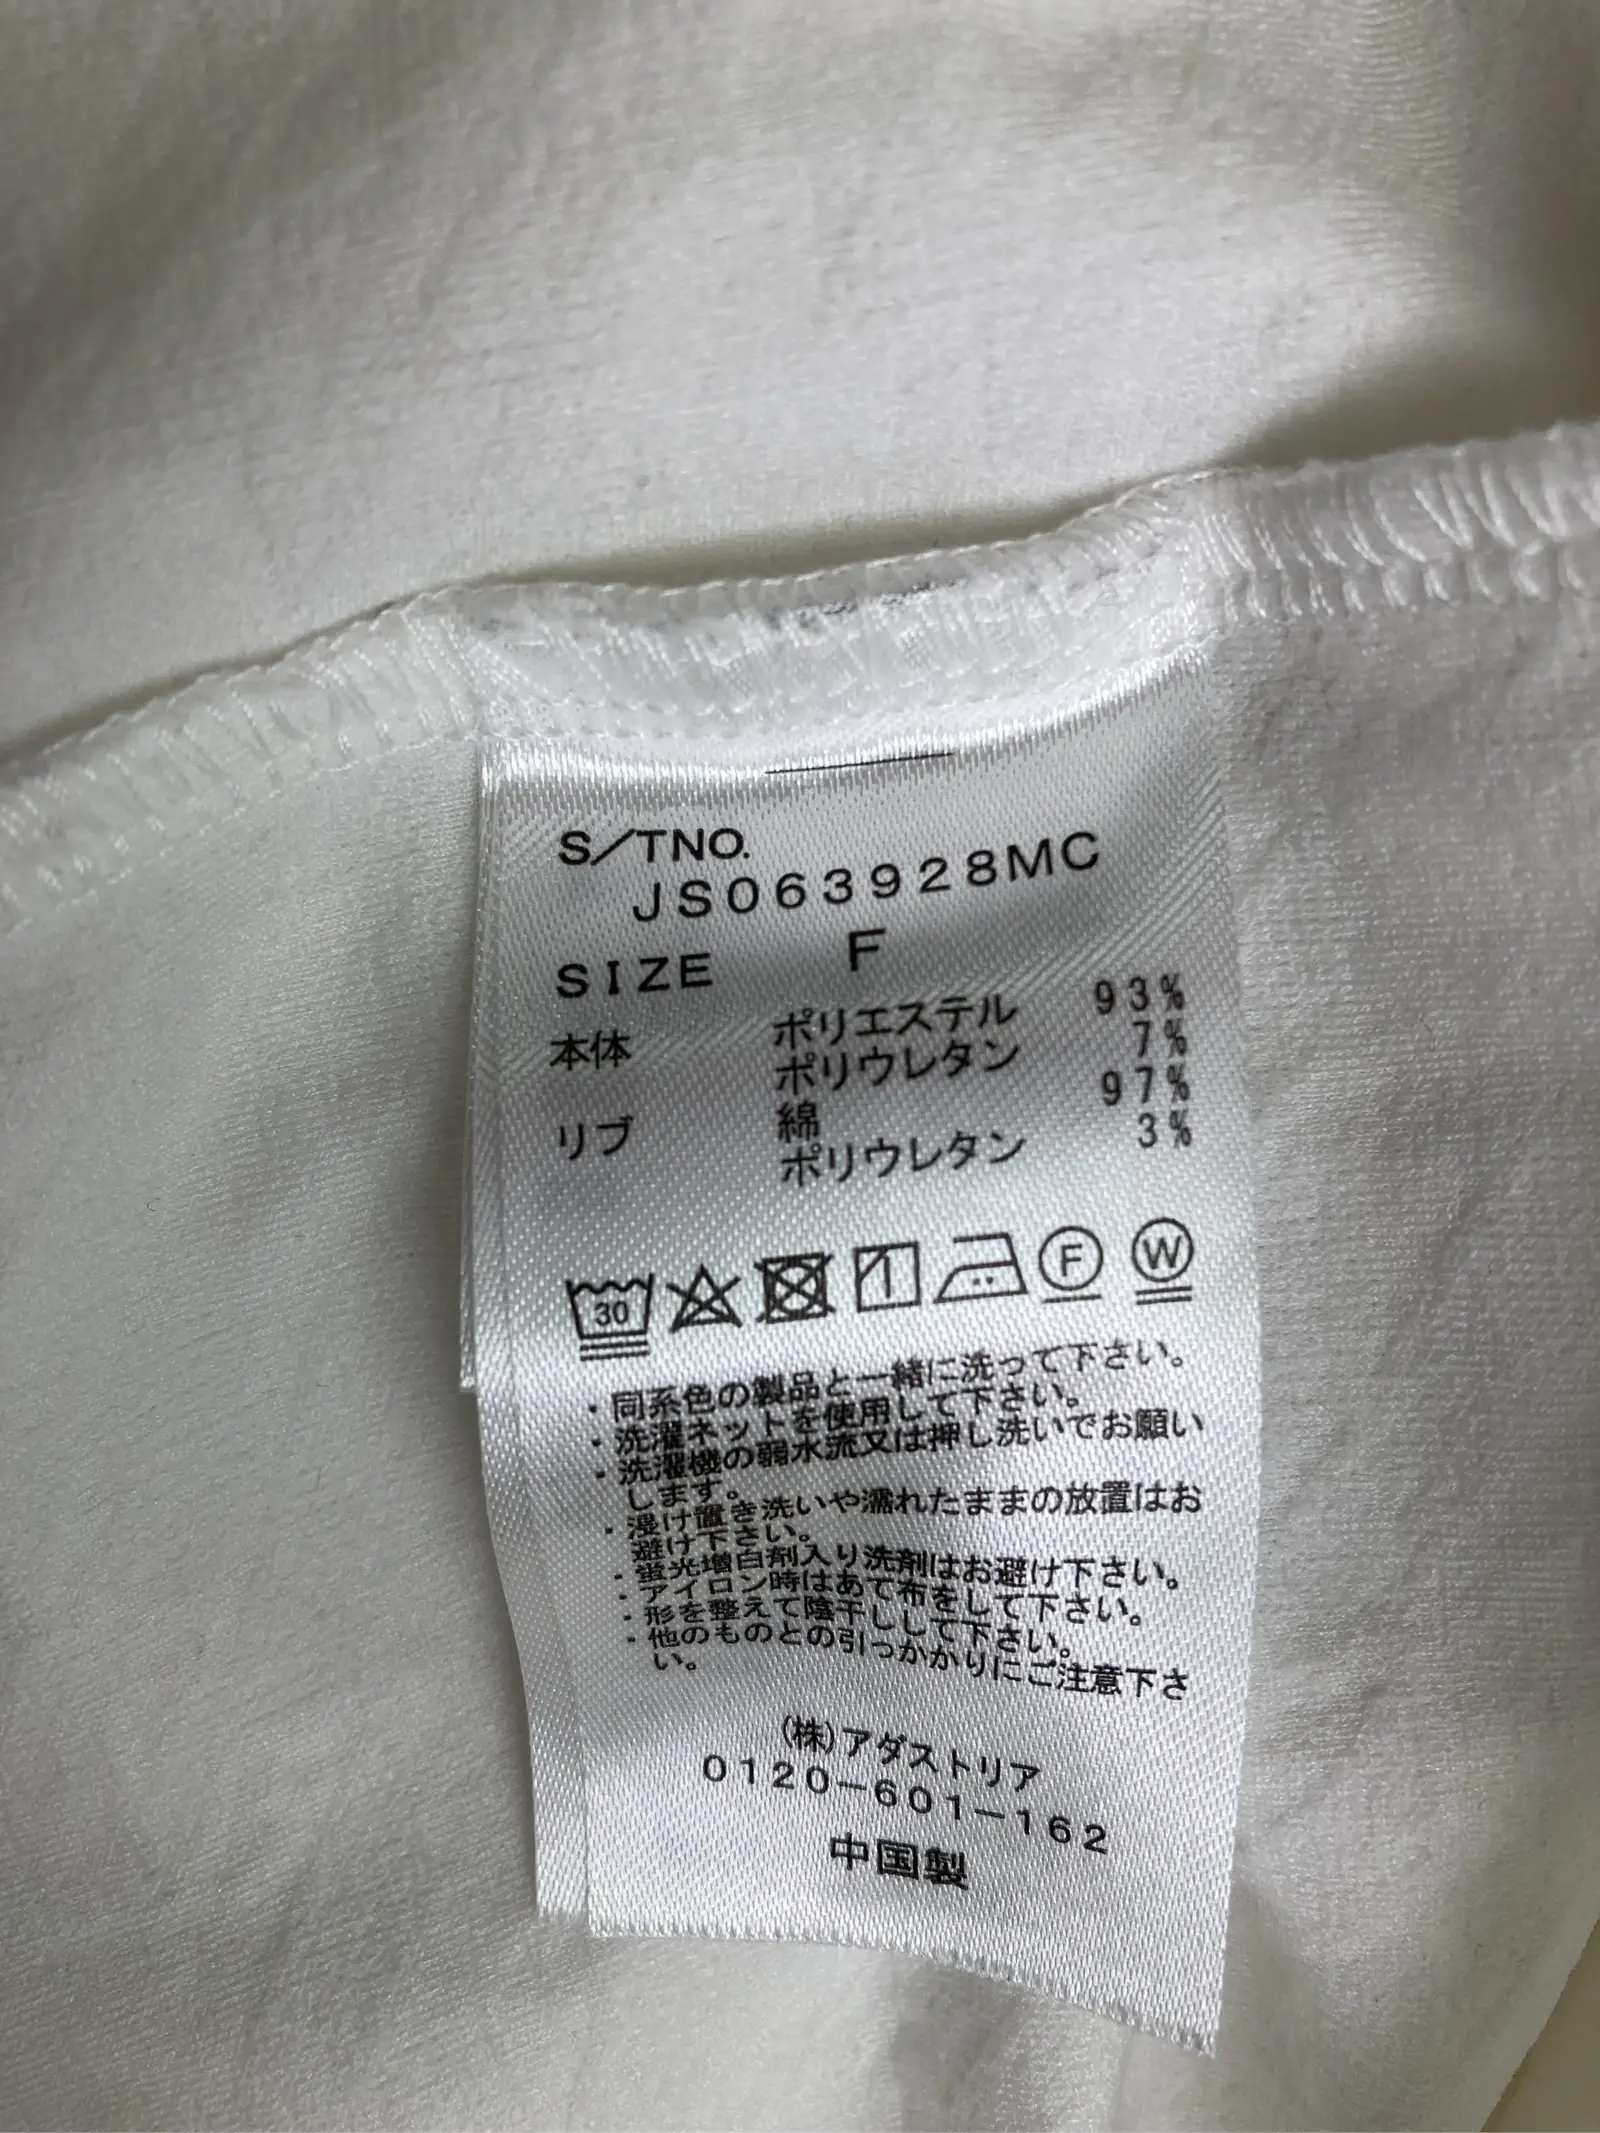 S/TNO.
JS063928MC
SIZE F
本体 ポリエステル 93%
ポリウレタン 7%
リブ 綿 97%
ポリウレタン 3%
30
F W
・同系色の製品と一緒に洗って下さい。
・洗濯ネットを使用して下さい。
・洗濯機の弱水流又は押し洗いでお願い
します。
・浸け置き洗いや濡れたままの放置はお
避け下さい。
・蛍光増白剤入り洗剤はお避け下さい。
・アイロン時はあて布をして下さい。
・形を整えて陰干しして下さい。
・他のものとの引っかかりにご注意下さ
い。
(株)アダストリア
0120-601-162
中国製